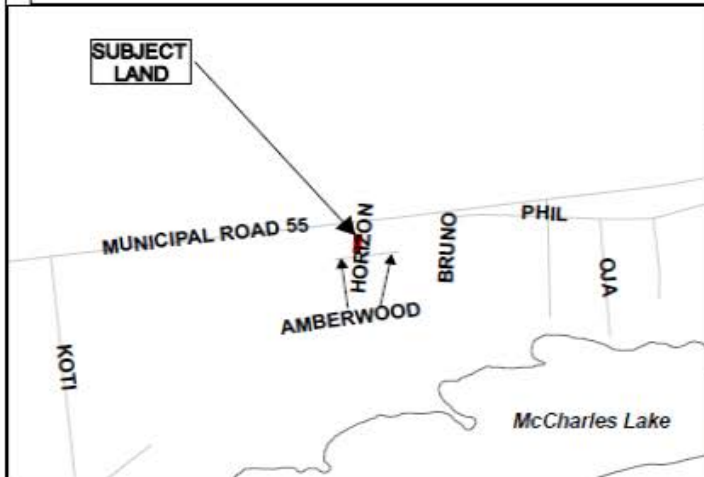 SUBJECT
LAND
MUNICIPAL ROAD 55
HORIZON
BRUNO
PHIL
OJA
AMBERWOOD
KOTI
McCharles Lake